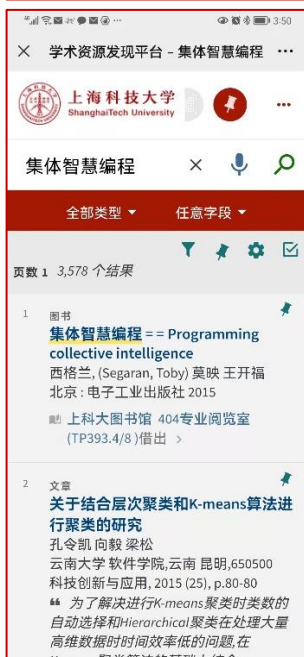 3:50
学术资源发现平台 - 集体智慧编程
上海科技大学
ShanghaiTech University
集体智慧编程
全部类型
任意字段
页数 1 3,578 个结果
1
图书
集体智慧编程 = = Programming
collective intelligence
西格兰, (Segaran, Toby) 莫映 王开福
北京 : 电子工业出版社 2015
上科大图书馆 404专业阅览室
(TP393.4/8 )借出 >
2
文章
关于结合层次聚类和K-means算法进
行聚类的研究
孔令凯 向毅 梁松
云南大学 软件学院,云南 昆明,650500
科技创新与应用, 2015 (25), p.80-80
“ 为了解决进行K-means聚类时类数的
自动选择和Hierarchical聚类在处理大量
高维数据时时间效率低的问题,在